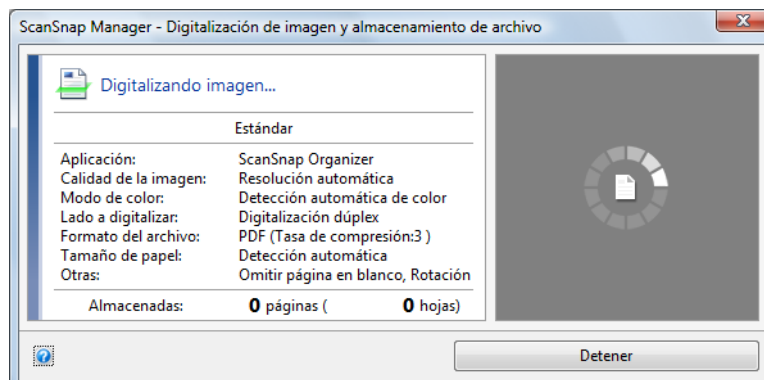 ScanSnap Manager - Digitalización de imagen y almacenamiento de archivo
Digitalizando imagen...
Estándar
Aplicación: ScanSnap Organizer
Calidad de la imagen: Resolución automática
Modo de color: Detección automática de color
Lado a digitalizar: Digitalización dúplex
Formato del archivo: PDF (Tasa de compresión:3 )
Tamaño de papel: Detección automática
Otras: Omitir página en blanco, Rotación
Almacenadas: 0 páginas ( 0 hojas)
Detener